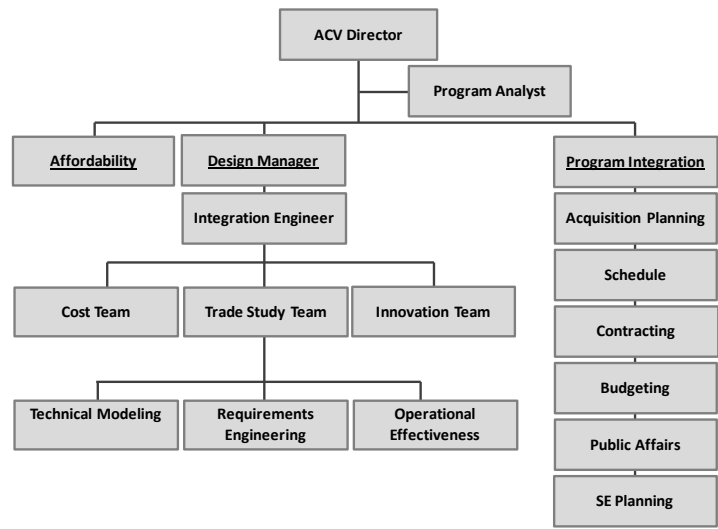 ACV Director
Program Analyst
Affordability
Design Manager
Program Integration
Integration Engineer
Acquisition Planning
Schedule
Cost Team
Trade Study Team
Innovation Team
Contracting
Budgeting
Technical Modeling
Requirements
Engineering
Operational
Effectiveness
Public Affairs
SE Planning